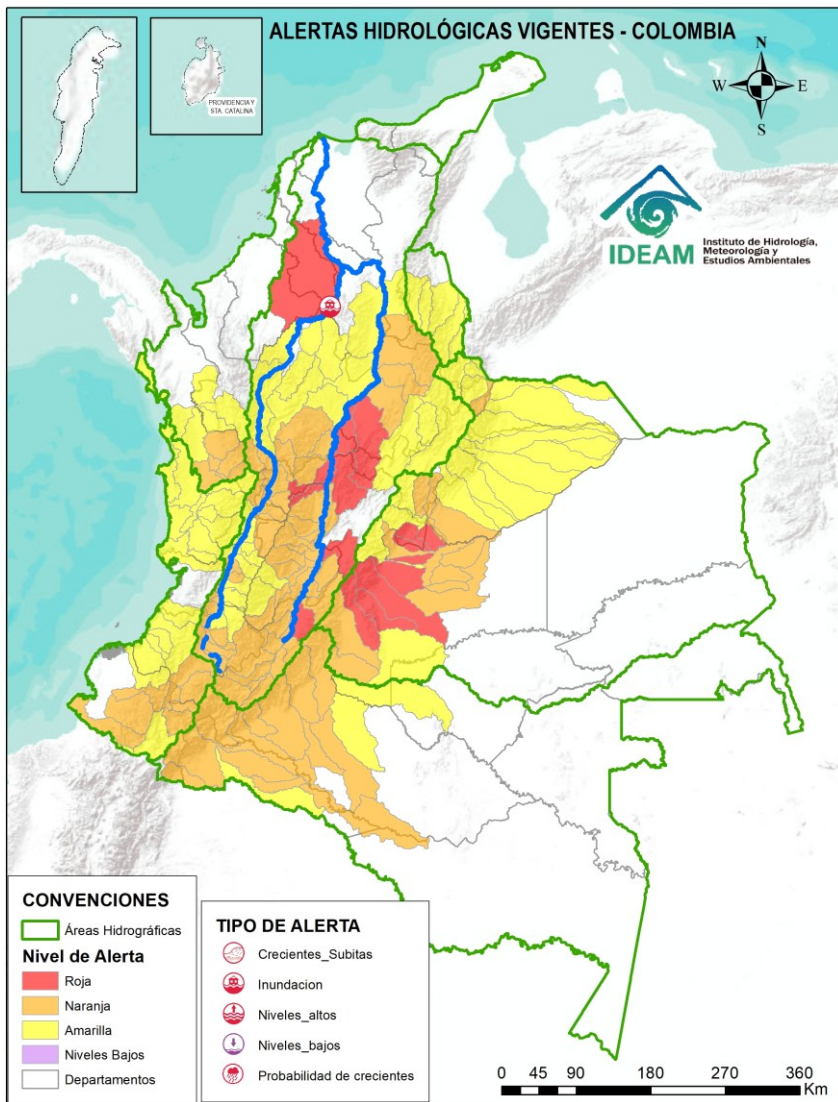 ALERTAS HIDROLÓGICAS VIGENTES - COLOMBIA
PROVIDENCIA Y
STA. CATALINA
N
W
E
S
IDEAM
Instituto de Hidrología,
Meteorología y
Estudios Ambientales
CONVENCIONES
Áreas Hidrográficas
Nivel de Alerta
Roja
Naranja
Amarilla
Niveles Bajos
Departamentos
TIPO DE ALERTA
Crecientes_Subitas
Inundacion
Niveles_altos
Niveles_bajos
Probabilidad de crecientes
0 45 90 180 270 360
Km